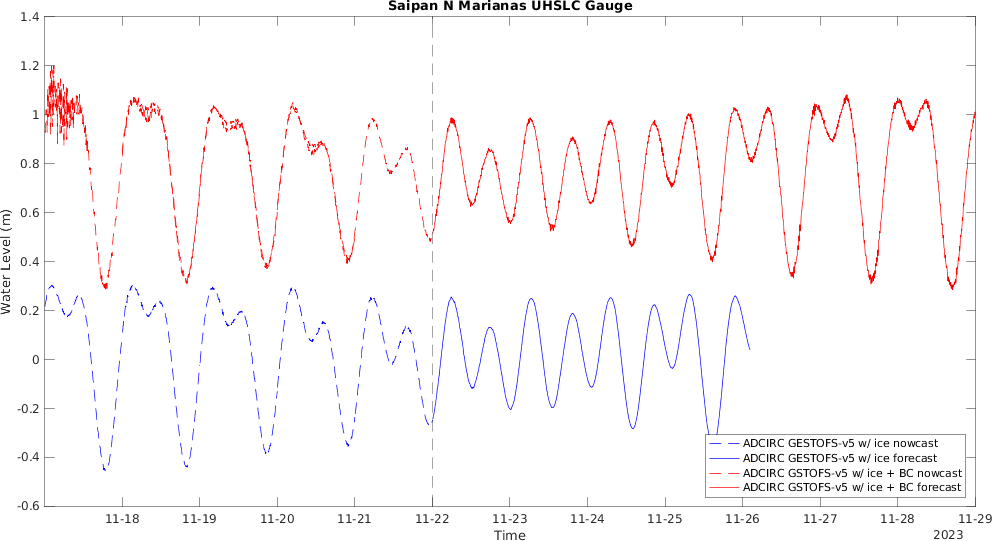 Saipan N Marianas UHSLC Gauge
Water Level (m)
1.4
1.2
1
0.8
0.6
0.4
0.2
0
-0.2
-0.4
-0.6
ADCIRC GESTOFS-v5 w/ ice nowcast
ADCIRC GESTOFS-v5 w/ ice forecast
ADCIRC GSTOFS-v5 w/ ice + BC nowcast
ADCIRC GSTOFS-v5 w/ ice + BC forecast
11-18 11-19 11-20 11-21 11-22 11-23 11-24 11-25 11-26 11-27 11-28 11-29
Time
2023